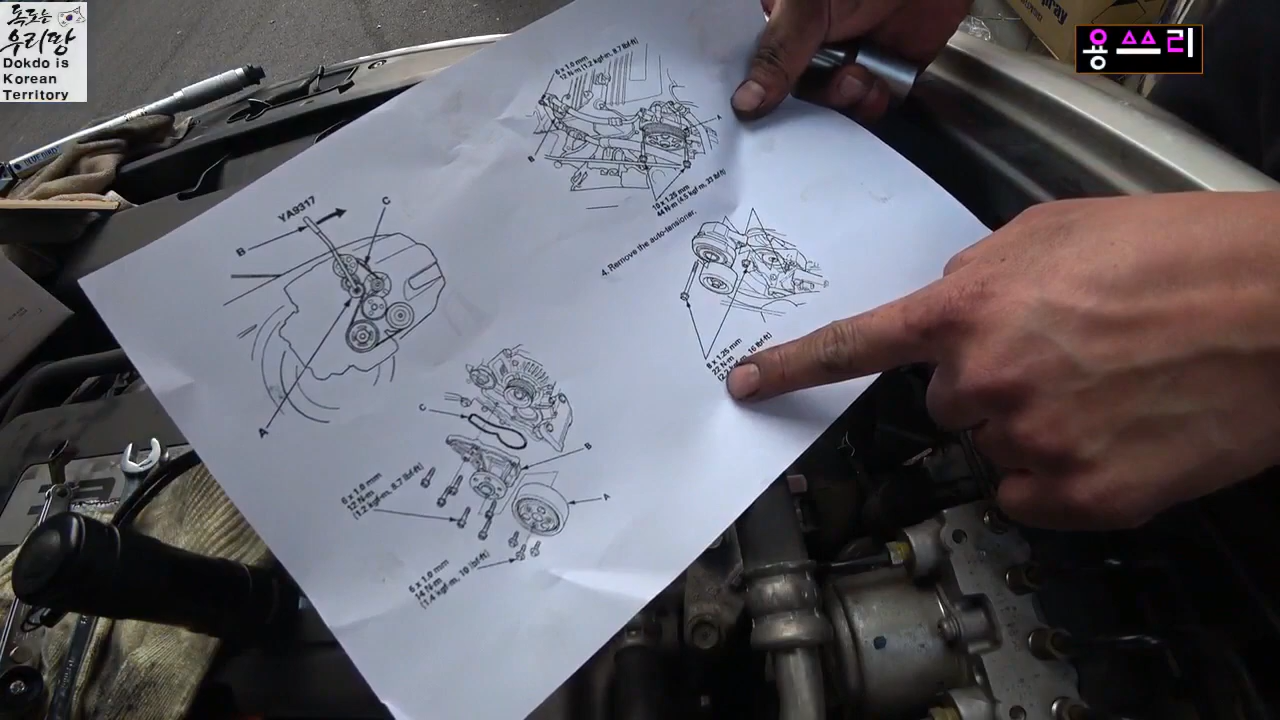 독도는
우리땅
Dokdo is
Korean
Territory
용쓰리
BLUE BIRD
6 x 1.0 mm
12 N·m (1.2 kgf·m, 8.7 lbf·ft)
A
B
10 x 1.25 mm
44 N·m (4.5 kgf·m, 33 lbf·ft)
4. Remove the auto-tensioner.
8 x 1.25 mm
22 N·m
16 lbf·ft)
YA9317
B
C
A
C
B
A
6 x 1.0 mm
12 N·m
(1.2 kgf·m, 8.7 lbf·ft)
6 x 1.0 mm
14 N·m
(1.4 kgf·m, 10 lbf·ft)